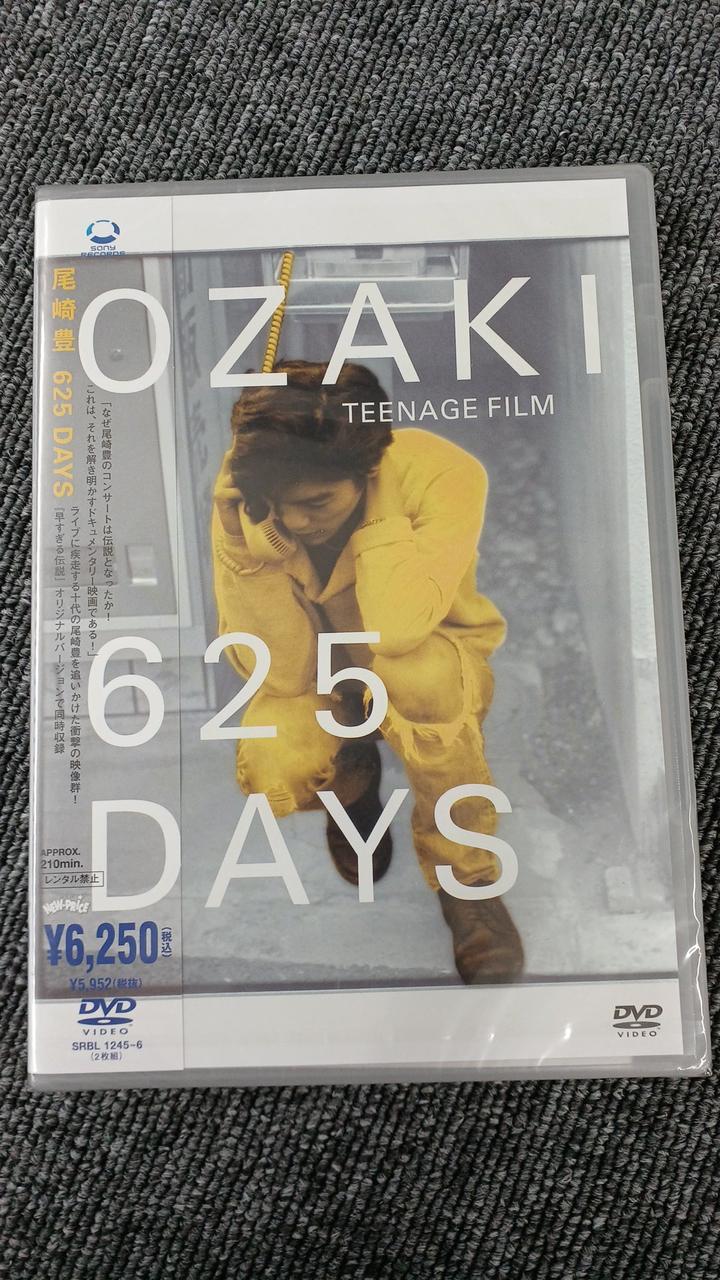 SONY
RECORDS
OZAKI
TEENAGE FILM
625
DAYS
尾崎豊 625 DAYS
「なぜ尾崎豊のコンサートは伝説となったか!
これは、それを解き明かすドキュメンタリー映画である!」
ライブに疾走する十代の尾崎豊を追いかけた衝撃の映像群!
『早すぎる伝説』オリジナルバージョンで同時収録
APPROX.
210min.
レンタル禁止
NEW-PRICE
¥6,250(税込)
¥5,952(税抜)
DVD
VIDEO
SRBL 1245~6
(2枚組)
DVD
VIDEO